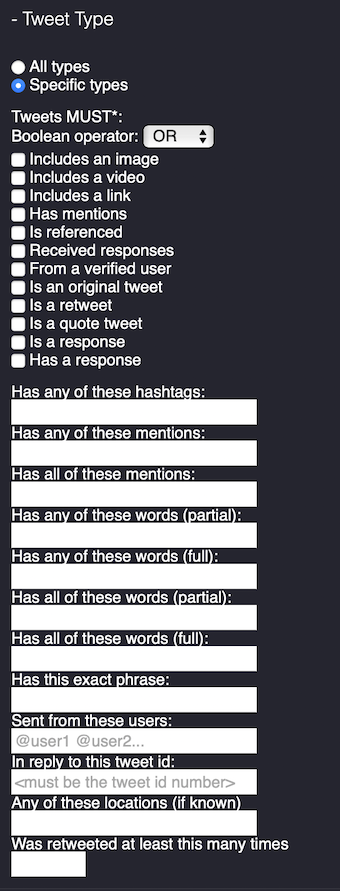 - Tweet Type
All types
Specific types
Tweets MUST*:
Boolean operator: OR
Includes an image
Includes a video
Includes a link
Has mentions
Is referenced
Received responses
From a verified user
Is an original tweet
Is a retweet
Is a quote tweet
Is a response
Has a response
Has any of these hashtags:
Has any of these mentions:
Has all of these mentions:
Has any of these words (partial):
Has any of these words (full):
Has all of these words (partial):
Has all of these words (full):
Has this exact phrase:
Sent from these users:
@user1 @user2...
In reply to this tweet id:
<must be the tweet id number>
Any of these locations (if known)
Was retweeted at least this many times